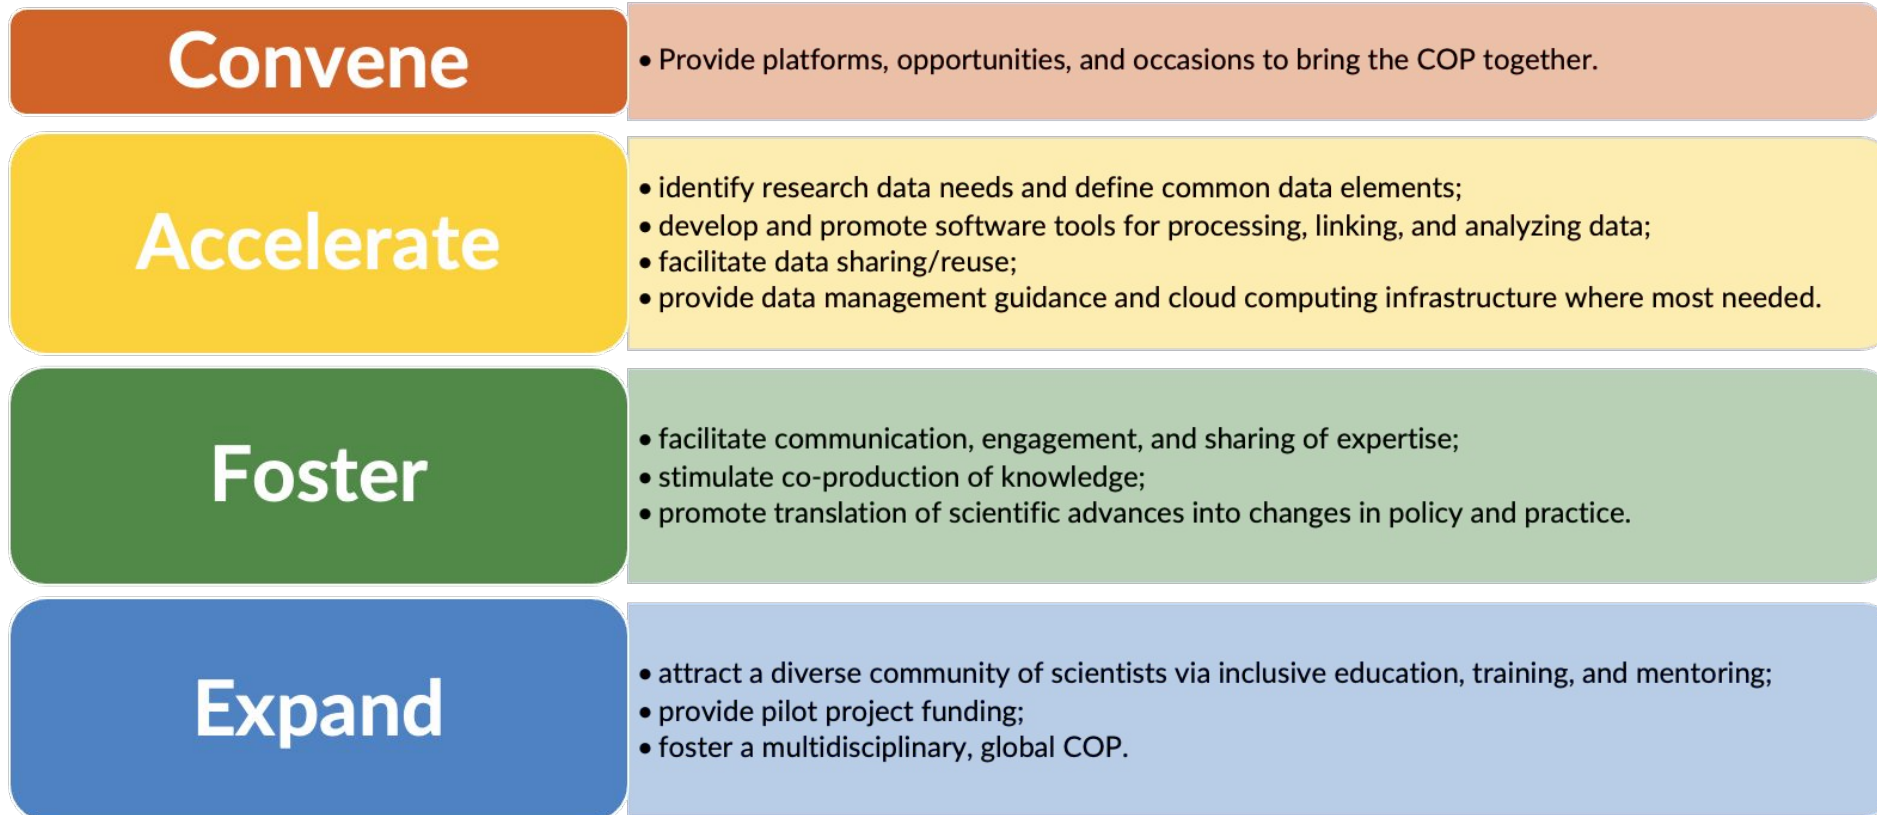 Convene
• Provide platforms, opportunities, and occasions to bring the COP together.
Accelerate
• identify research data needs and define common data elements;
• develop and promote software tools for processing, linking, and analyzing data;
• facilitate data sharing/reuse;
• provide data management guidance and cloud computing infrastructure where most needed.
Foster
• facilitate communication, engagement, and sharing of expertise;
• stimulate co-production of knowledge;
• promote translation of scientific advances into changes in policy and practice.
Expand
• attract a diverse community of scientists via inclusive education, training, and mentoring;
• provide pilot project funding;
• foster a multidisciplinary, global COP.